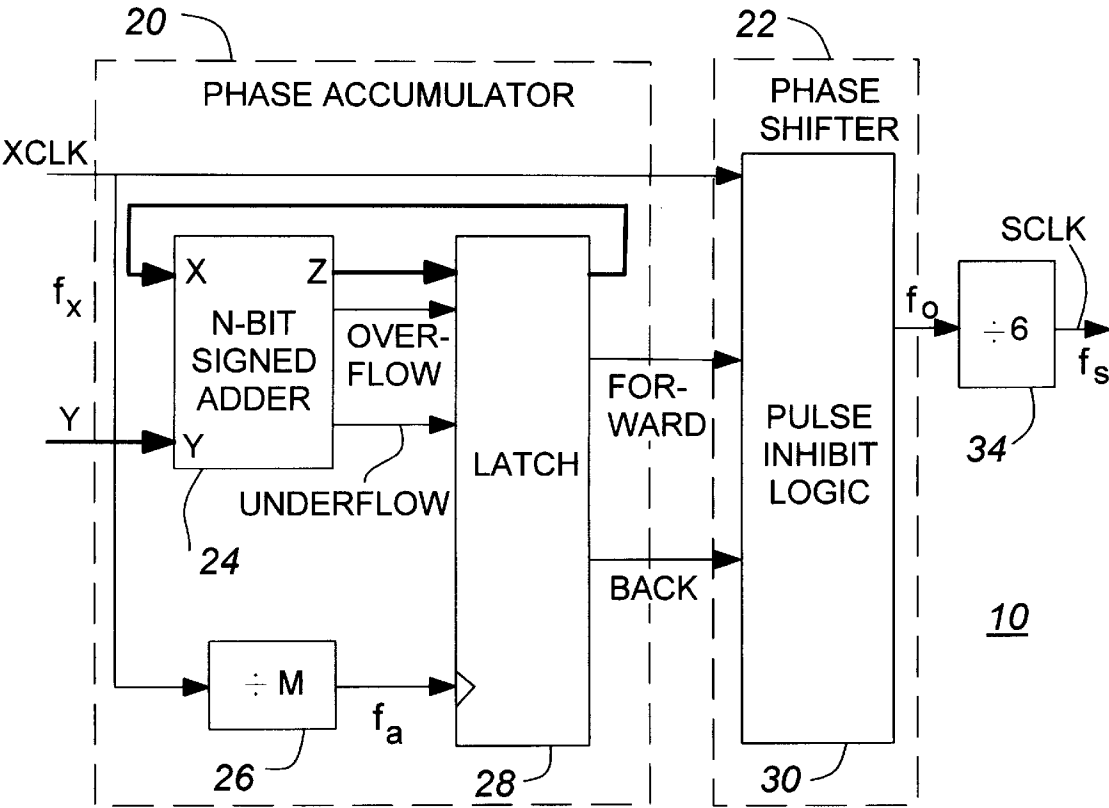 20
22
PHASE ACCUMULATOR
PHASE
SHIFTER
XCLK
SCLK
X
Z
fx
N-BIT
SIGNED
ADDER
OVER-
FLOW
fo
÷6
fs
FOR-
WARD
Y
Y
PULSE
INHIBIT
LOGIC
34
LATCH
UNDERFLOW
24
BACK
10
÷ M
fa
26
28
30